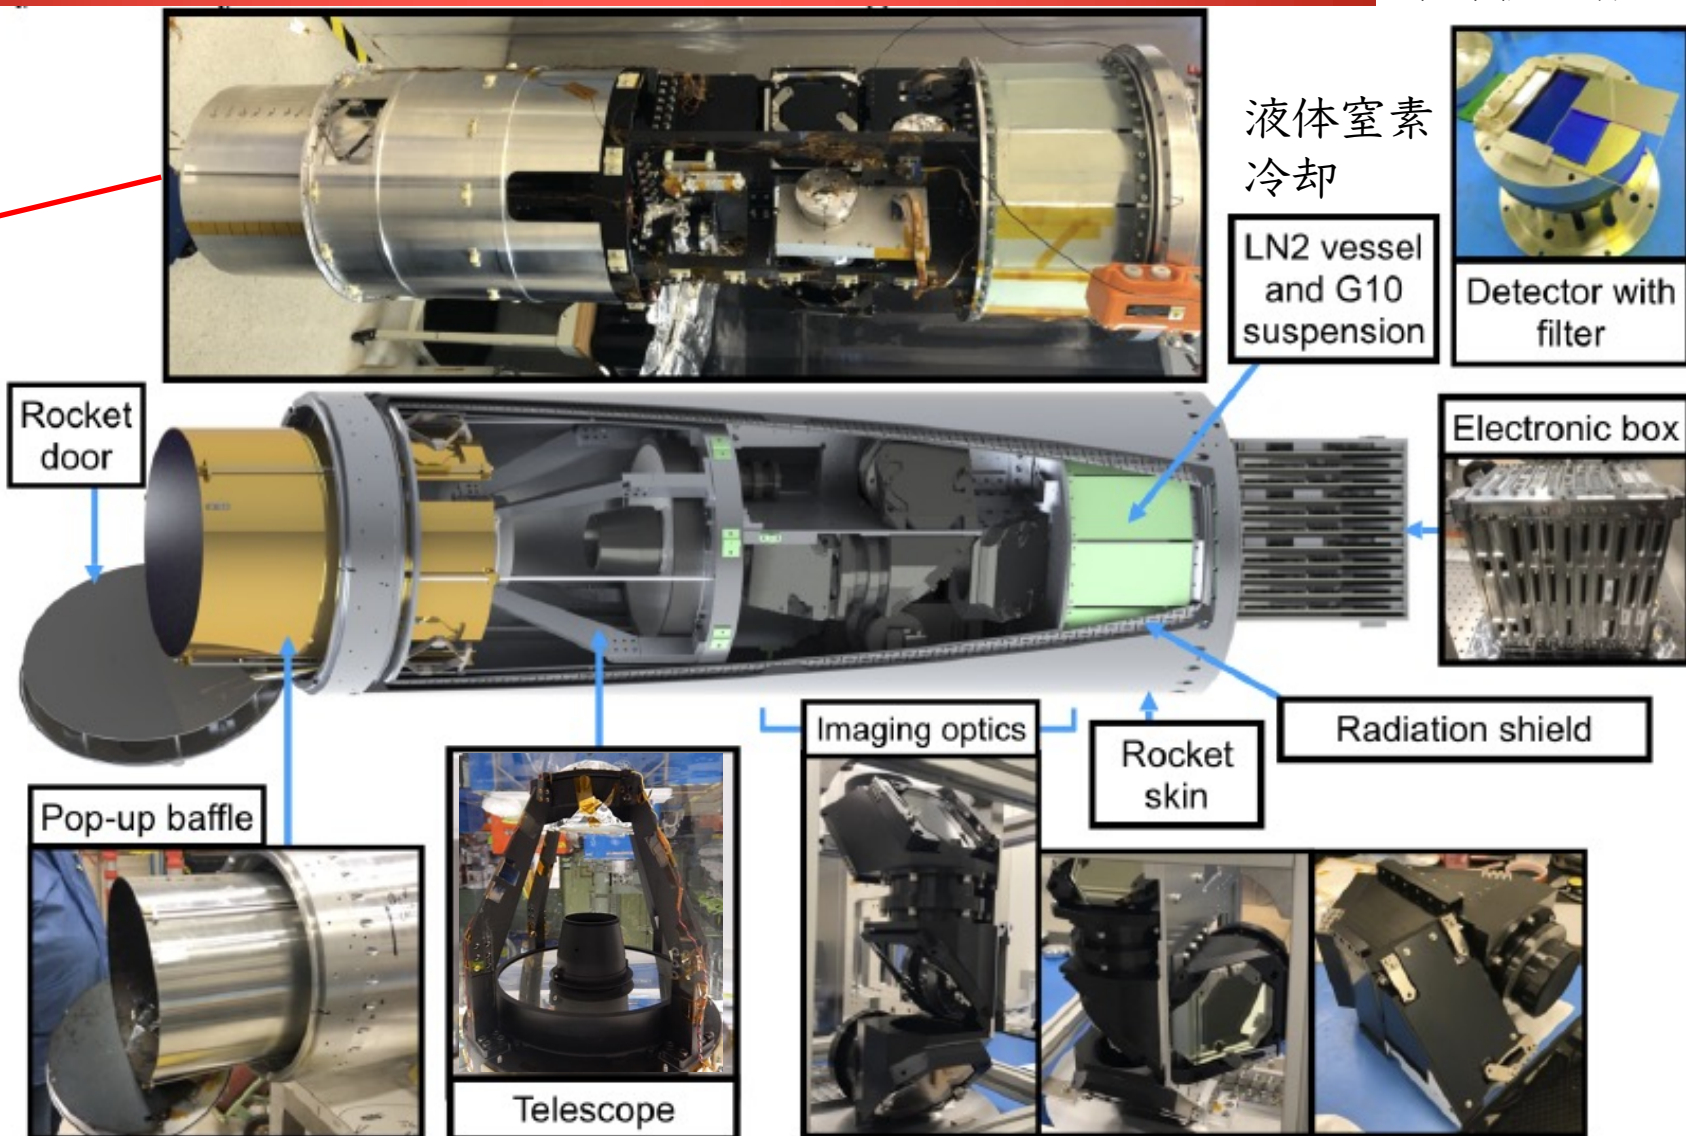 液体窒素
冷却
LN2 vessel
and G10
suspension
Detector with
filter
Rocket
door
Electronic box
Imaging optics
Rocket
skin
Radiation shield
Pop-up baffle
Telescope